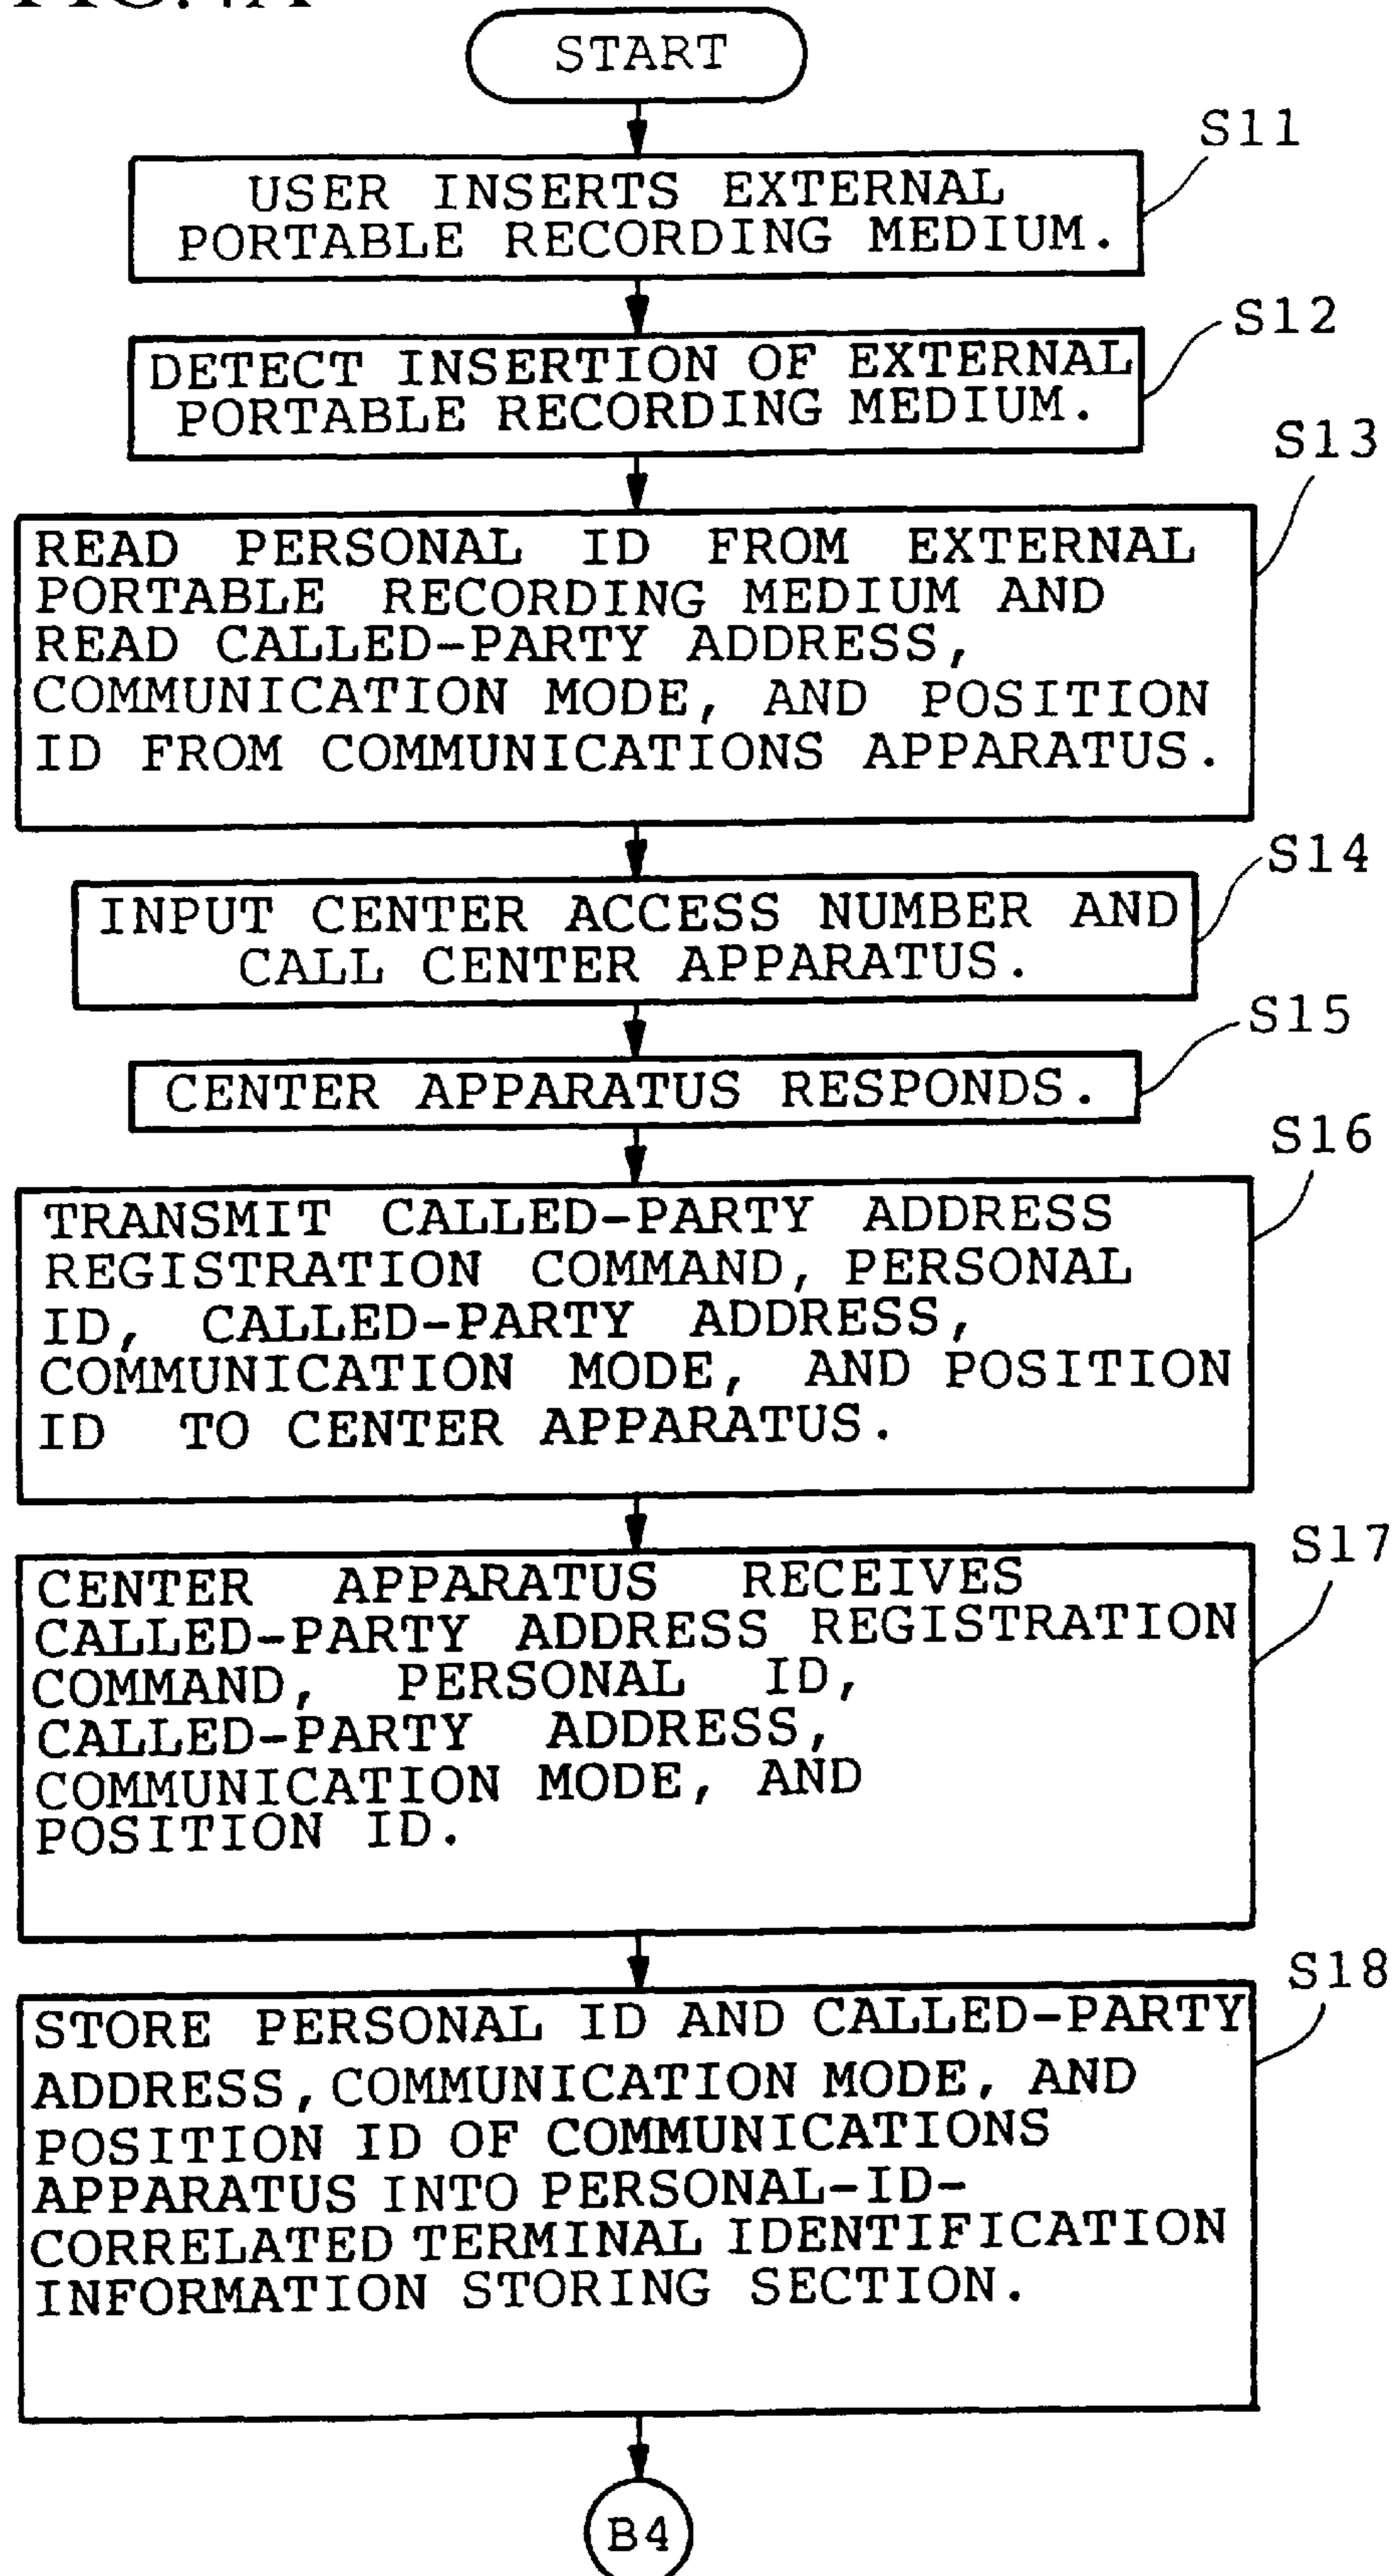 FIG. 4A
START
S11
USER INSERTS EXTERNAL
PORTABLE RECORDING MEDIUM.
S12
DETECT INSERTION OF EXTERNAL
PORTABLE RECORDING MEDIUM.
S13
READ PERSONAL ID FROM EXTERNAL
PORTABLE RECORDING MEDIUM AND
READ CALLED-PARTY ADDRESS,
COMMUNICATION MODE, AND POSITION
ID FROM COMMUNICATIONS APPARATUS.
S14
INPUT CENTER ACCESS NUMBER AND
CALL CENTER APPARATUS.
S15
CENTER APPARATUS RESPONDS.
S16
TRANSMIT CALLED-PARTY ADDRESS
REGISTRATION COMMAND, PERSONAL
ID, CALLED-PARTY ADDRESS,
COMMUNICATION MODE, AND POSITION
ID TO CENTER APPARATUS.
S17
CENTER APPARATUS RECEIVES
CALLED-PARTY ADDRESS REGISTRATION
COMMAND, PERSONAL ID,
CALLED-PARTY ADDRESS,
COMMUNICATION MODE, AND
POSITION ID.
S18
STORE PERSONAL ID AND CALLED-PARTY
ADDRESS, COMMUNICATION MODE, AND
POSITION ID OF COMMUNICATIONS
APPARATUS INTO PERSONAL-ID-
CORRELATED TERMINAL IDENTIFICATION
INFORMATION STORING SECTION.
B4